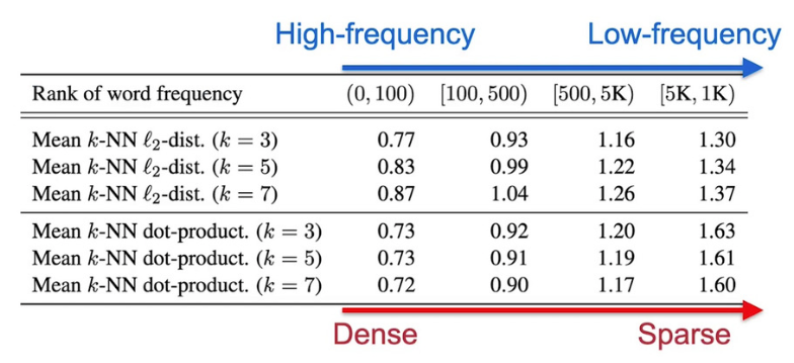 High-frequency Low-frequency
Rank of word frequency (0, 100) [100, 500) [500, 5K) [5K, 1K)
Mean k-NN ℓ₂-dist. (k = 3) 0.77 0.93 1.16 1.30
Mean k-NN ℓ₂-dist. (k = 5) 0.83 0.99 1.22 1.34
Mean k-NN ℓ₂-dist. (k = 7) 0.87 1.04 1.26 1.37
Mean k-NN dot-product. (k = 3) 0.73 0.92 1.20 1.63
Mean k-NN dot-product. (k = 5) 0.73 0.91 1.19 1.61
Mean k-NN dot-product. (k = 7) 0.72 0.90 1.17 1.60
Dense Sparse